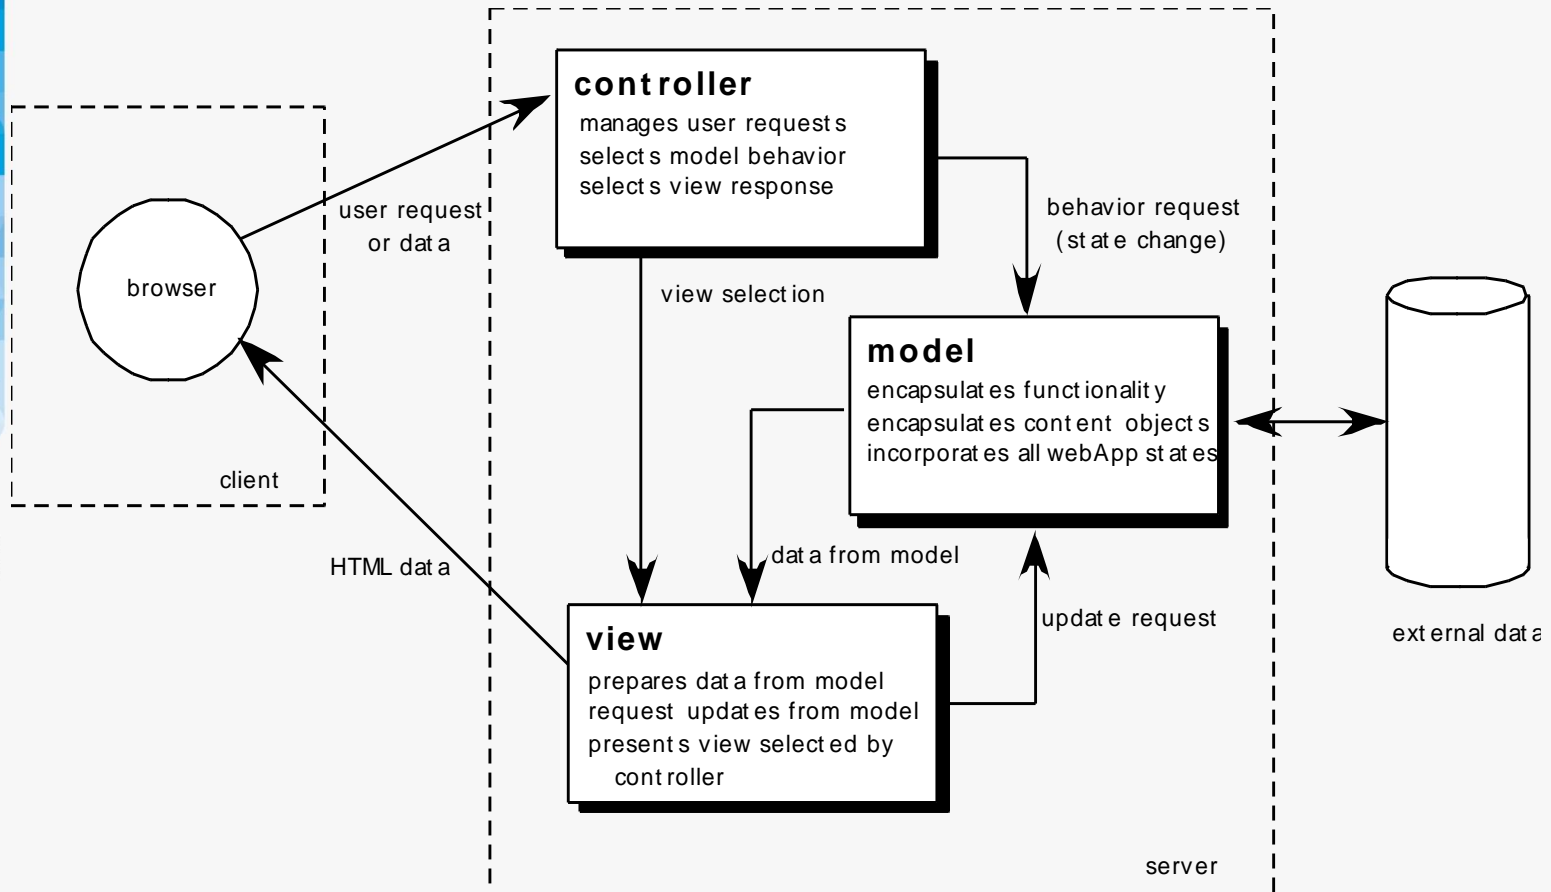 controller
manages user requests
selects model behavior
selects view response
user request
or data
behavior request
(state change)
browser
view selection
model
encapsulates functionality
encapsulates content objects
incorporates all webApp states
client
HTML data
data from model
update request
external data
view
prepares data from model
request updates from model
presents view selected by
controller
server